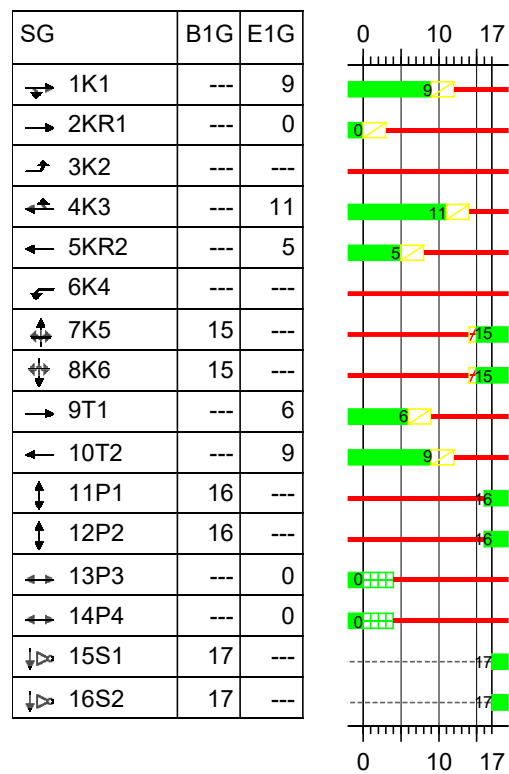 SG B1G E1G 0 10 17
1K1 --- 9 9
2KR1 --- 0 0
3K2 --- ---
4K3 --- 11 11
5KR2 --- 5 5
6K4 --- ---
7K5 15 --- 15
8K6 15 --- 15
9T1 --- 6 6
10T2 --- 9 9
11P1 16 --- 16
12P2 16 --- 16
13P3 --- 0 0
14P4 --- 0 0
15S1 17 --- 17
16S2 17 --- 17
0 10 17